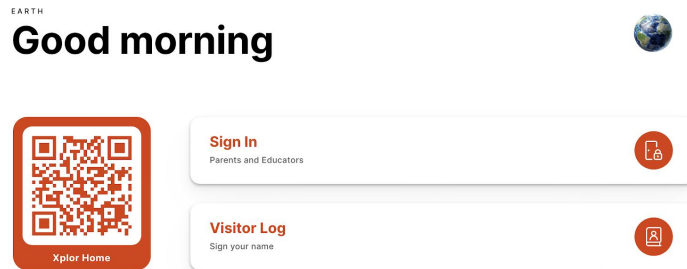 EARTH
Good morning
Sign In
Parents and Educators
Visitor Log
Sign your name
Xplor Home